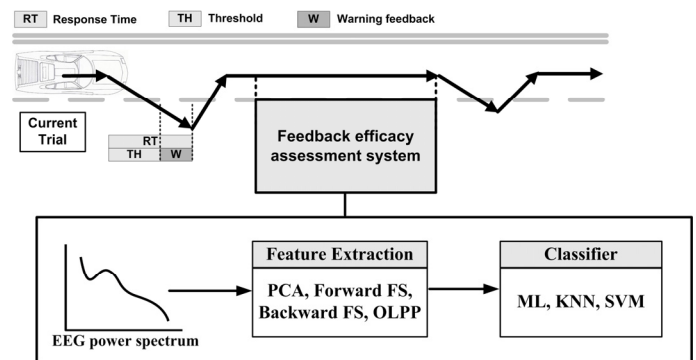 RT Response Time TH Threshold W Warning feedback
Current
Trial
RT
TH W
Feedback efficacy
assessment system
EEG power spectrum
Feature Extraction
PCA, Forward FS,
Backward FS, OLPP
Classifier
ML, KNN, SVM